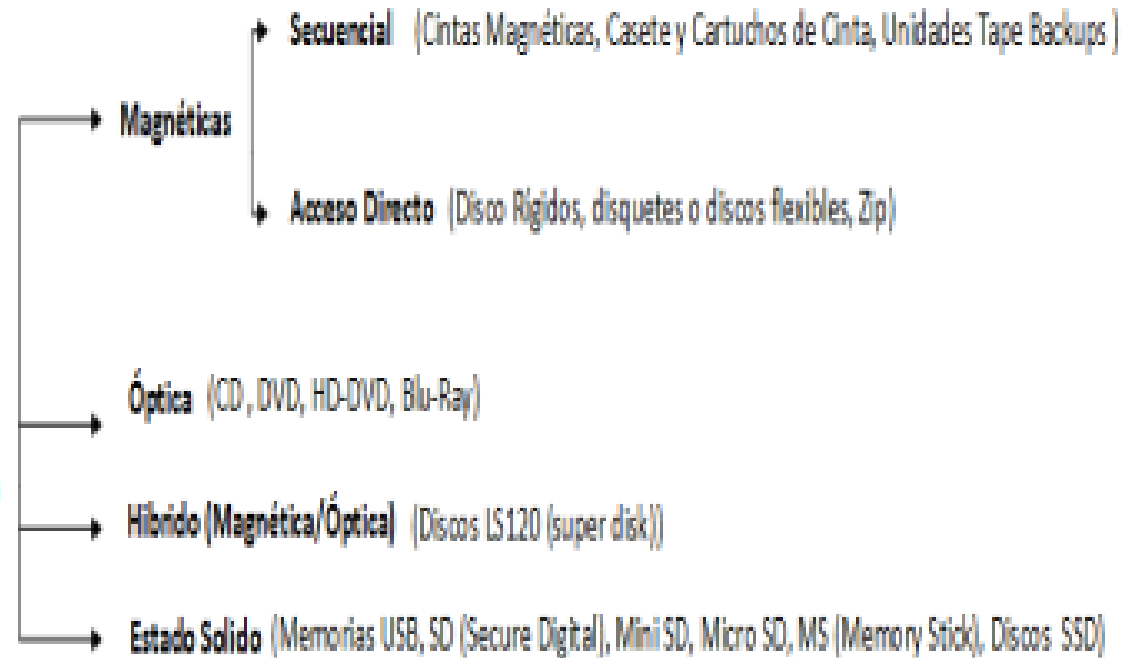 Secuencial (Cintas Magnéticas, Casete y Cartuchos de Cinta, Unidades Tape Backups )
Magnéticas
Acceso Directo (Disco Rigidos, disquetes o discos flexibles, Zip)
Óptica (CD , DVD, HD-DVD, Blu-Ray)
Hibrido (Magnética/Óptica) (Discos LS120 (super disk))
Estado Solido (Memorias USB, SD (Secure Digital), Mini SD, Micro SD, MS (Memory Stick), Discos SSD)